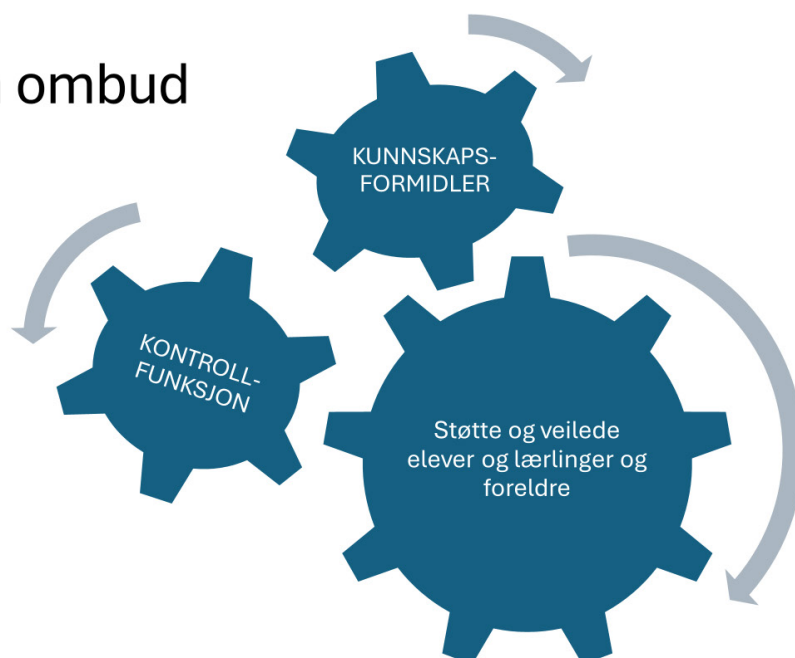 ombud
KUNNSKAPS-
FORMIDLER
KONTROLL-
FUNKSJON
Støtte og veilede
elever og lærlinger og
foreldre